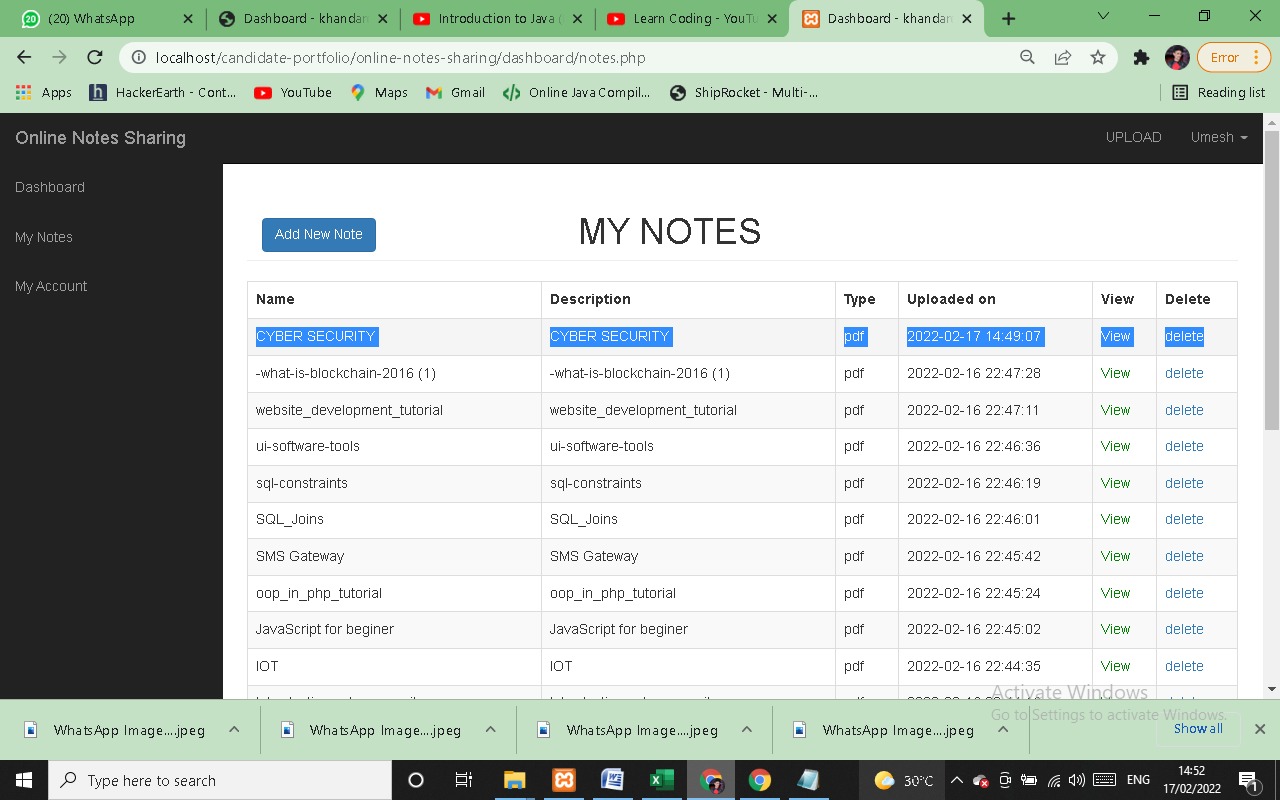 (20) WhatsApp
Dashboard - khandar
Introduction to Java (
Learn Coding - YouTu
Dashboard - khandar
localhost/candidate-portfolio/online-notes-sharing/dashboard/notes.php
Error
Apps
HackerEarth - Cont...
YouTube
Maps
Gmail
Online Java Compil...
ShipRocket - Multi-...
Reading list
Online Notes Sharing
UPLOAD
Umesh
Dashboard
My Notes
My Account
Add New Note
MY NOTES
Name Description Type Uploaded on View Delete
CYBER SECURITY CYBER SECURITY pdf 2022-02-17 14:49:07 View delete
-what-is-blockchain-2016 (1) -what-is-blockchain-2016 (1) pdf 2022-02-16 22:47:28 View delete
website_development_tutorial website_development_tutorial pdf 2022-02-16 22:47:11 View delete
ui-software-tools ui-software-tools pdf 2022-02-16 22:46:36 View delete
sql-constraints sql-constraints pdf 2022-02-16 22:46:19 View delete
SQL_Joins SQL_Joins pdf 2022-02-16 22:46:01 View delete
SMS Gateway SMS Gateway pdf 2022-02-16 22:45:42 View delete
oop_in_php_tutorial oop_in_php_tutorial pdf 2022-02-16 22:45:24 View delete
JavaScript for beginer JavaScript for beginer pdf 2022-02-16 22:45:02 View delete
IOT IOT pdf 2022-02-16 22:44:35 View delete
Activate Windows
Go to Settings to activate Windows.
WhatsApp Image....jpeg
WhatsApp Image....jpeg
WhatsApp Image....jpeg
WhatsApp Image....jpeg
Show all
Type here to search
30°C
ENG
14:52
17/02/2022
1